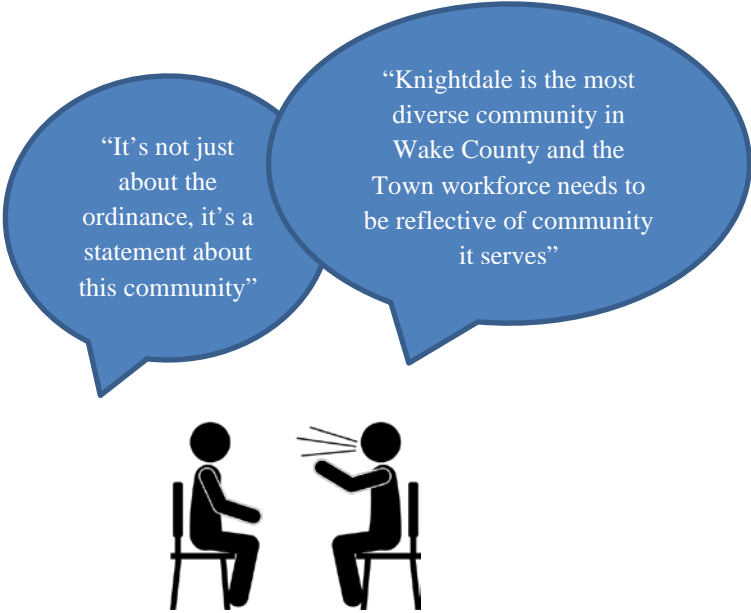 “It’s not just
about the
ordinance, it’s a
statement about
this community”
“Knightdale is the most
diverse community in
Wake County and the
Town workforce needs to
be reflective of community
it serves”